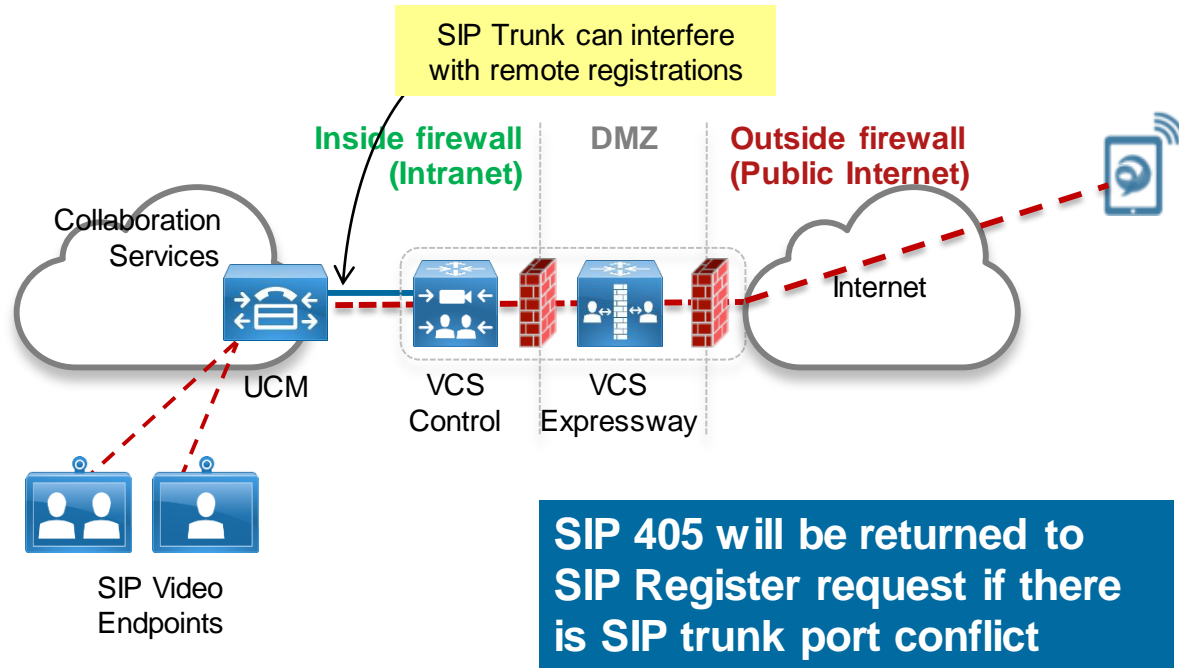 SIP Trunk can interfere
with remote registrations
Inside firewall
(Intranet)
DMZ
Outside firewall
(Public Internet)
Collaboration
Services
Internet
UCM
VCS
Control
VCS
Expressway
SIP Video
Endpoints
SIP 405 will be returned to
SIP Register request if there
is SIP trunk port conflict